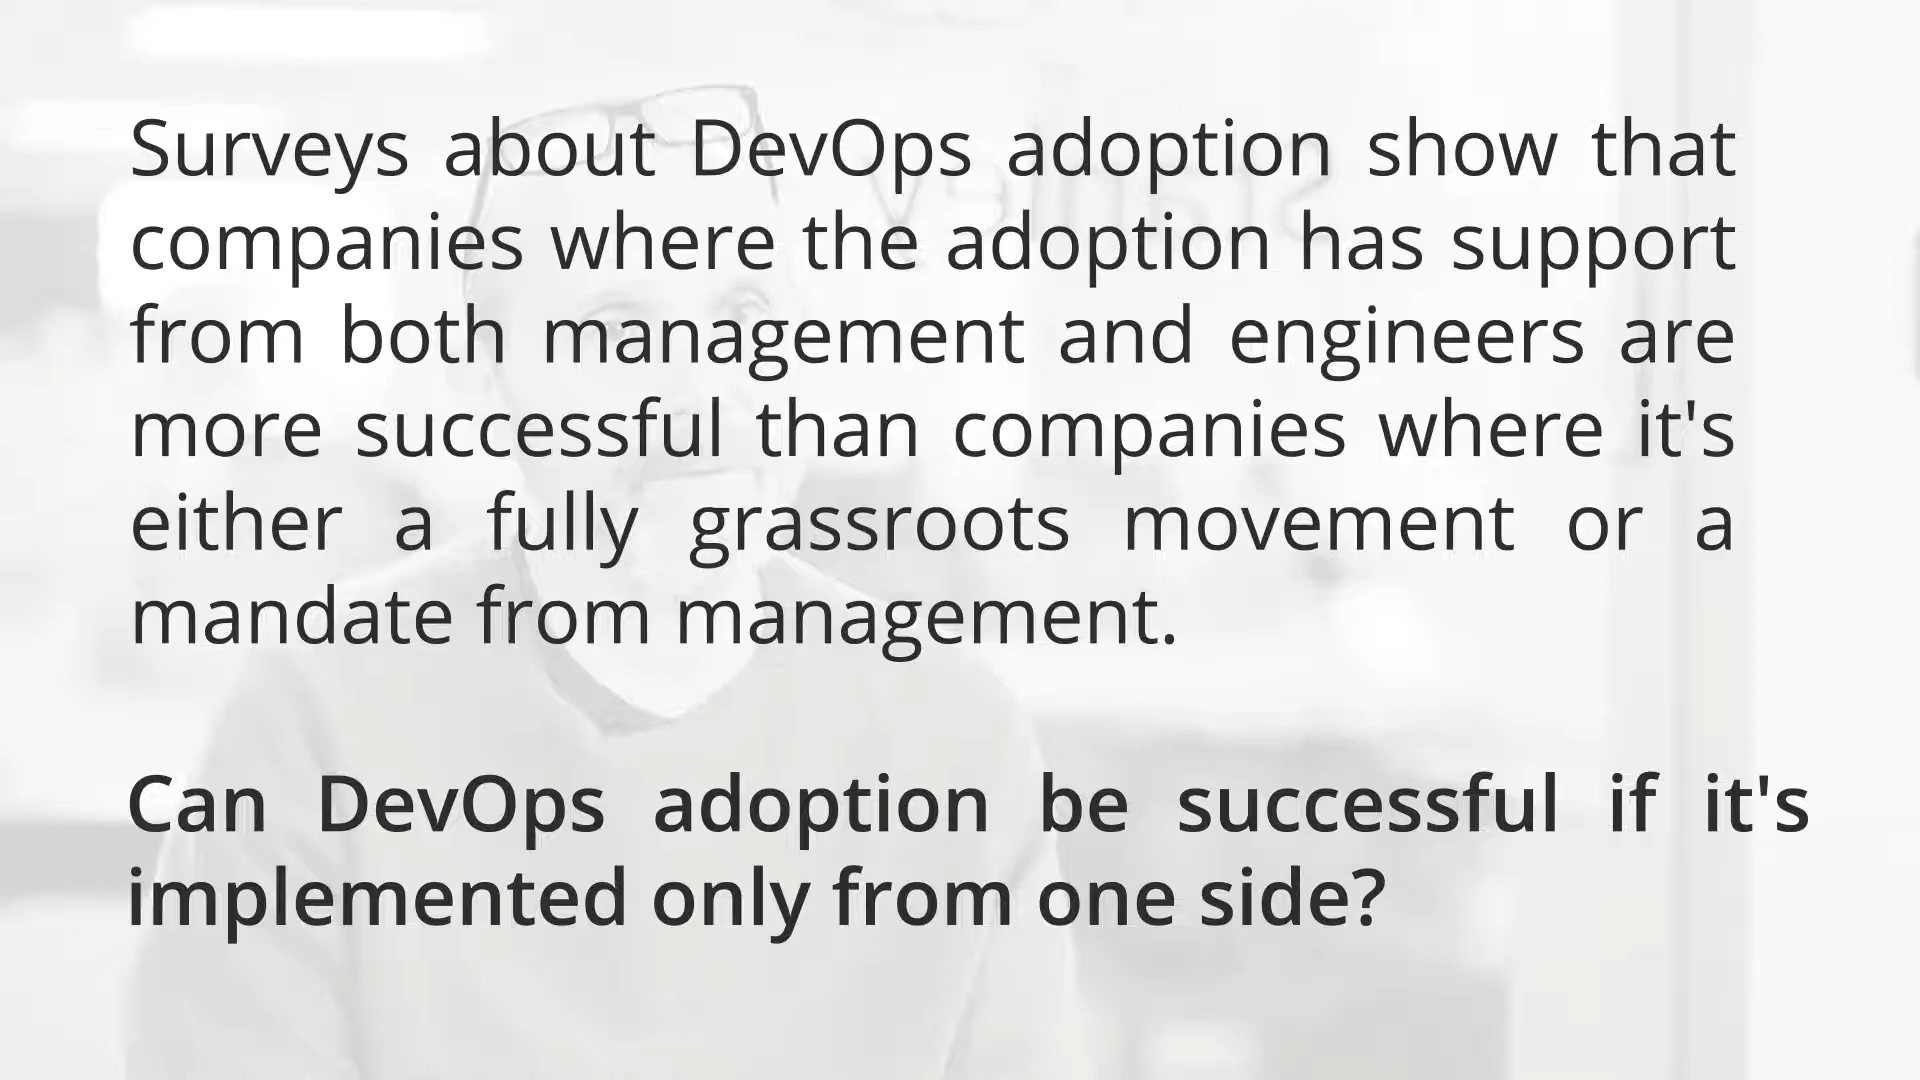 Surveys about DevOps adoption show that
companies where the adoption has support
from both management and engineers are
more successful than companies where it's
either a fully grassroots movement or a
mandate from management.
Can DevOps adoption be successful if it's
implemented only from one side?